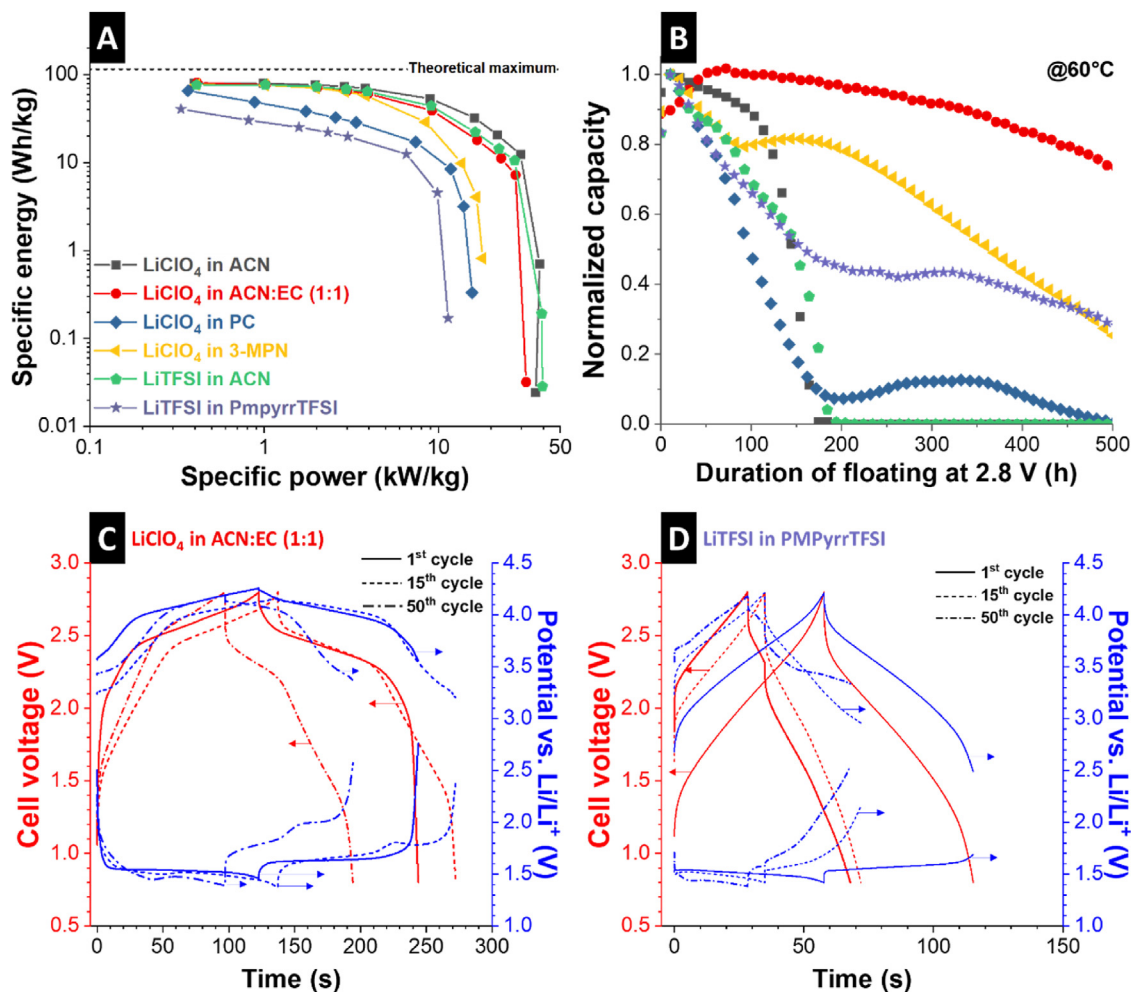 A
Theoretical maximum
Specific energy (Wh/kg)
100
10
1
0.1
0.01
LiClO₄ in ACN
LiClO₄ in ACN:EC (1:1)
LiClO₄ in PC
LiClO₄ in 3-MPN
LiTFSI in ACN
LiTFSI in PmpyrrTFSI
0.1 1 10 50
Specific power (kW/kg)
B
@60°C
Normalized capacity
1.0
0.8
0.6
0.4
0.2
0.0
0 100 200 300 400 500
Duration of floating at 2.8 V (h)
C
LiClO₄ in ACN:EC (1:1)
1ˢᵗ cycle
15ᵗʰ cycle
50ᵗʰ cycle
Cell voltage (V)
3.0
2.5
2.0
1.5
1.0
0.5
Potential vs. Li/Li⁺ (V)
4.5
4.0
3.5
3.0
2.5
2.0
1.5
1.0
0 50 100 150 200 250 300
Time (s)
D
LiTFSI in PMPyrrTFSI
1ˢᵗ cycle
15ᵗʰ cycle
50ᵗʰ cycle
Cell voltage (V)
3.0
2.5
2.0
1.5
1.0
0.5
Potential vs. Li/Li⁺ (V)
4.5
4.0
3.5
3.0
2.5
2.0
1.5
1.0
0 50 100 150
Time (s)